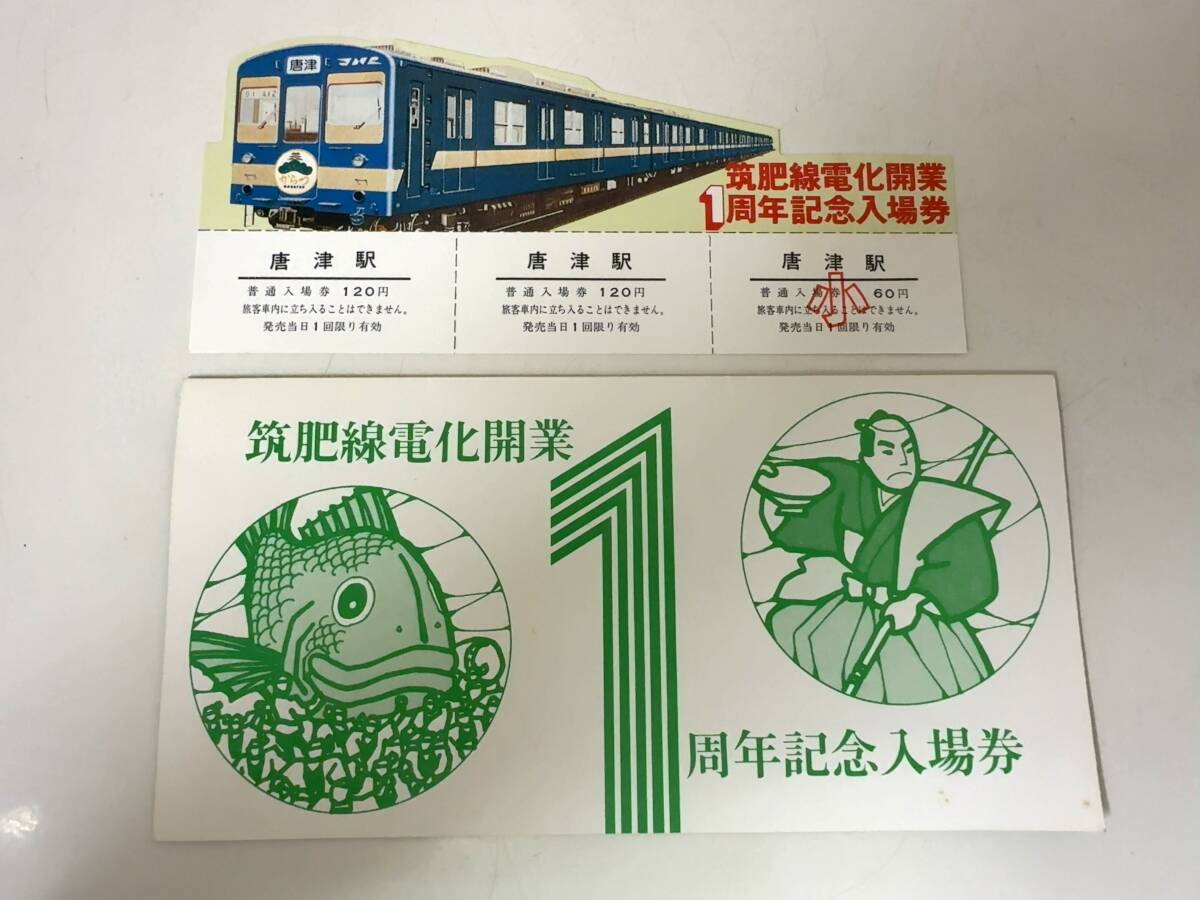 唐津
JNR
からつ
筑肥線電化開業
1周年記念入場券
唐津駅
普通入場券 120円
旅客車内に立ち入ることはできません。
発売当日1回限り有効
唐津駅
普通入場券 120円
旅客車内に立ち入ることはできません。
発売当日1回限り有効
唐津駅
普通入場券 60円
旅客車内に立ち入ることはできません。
発売当日1回限り有効
小
筑肥線電化開業
1
周年記念入場券